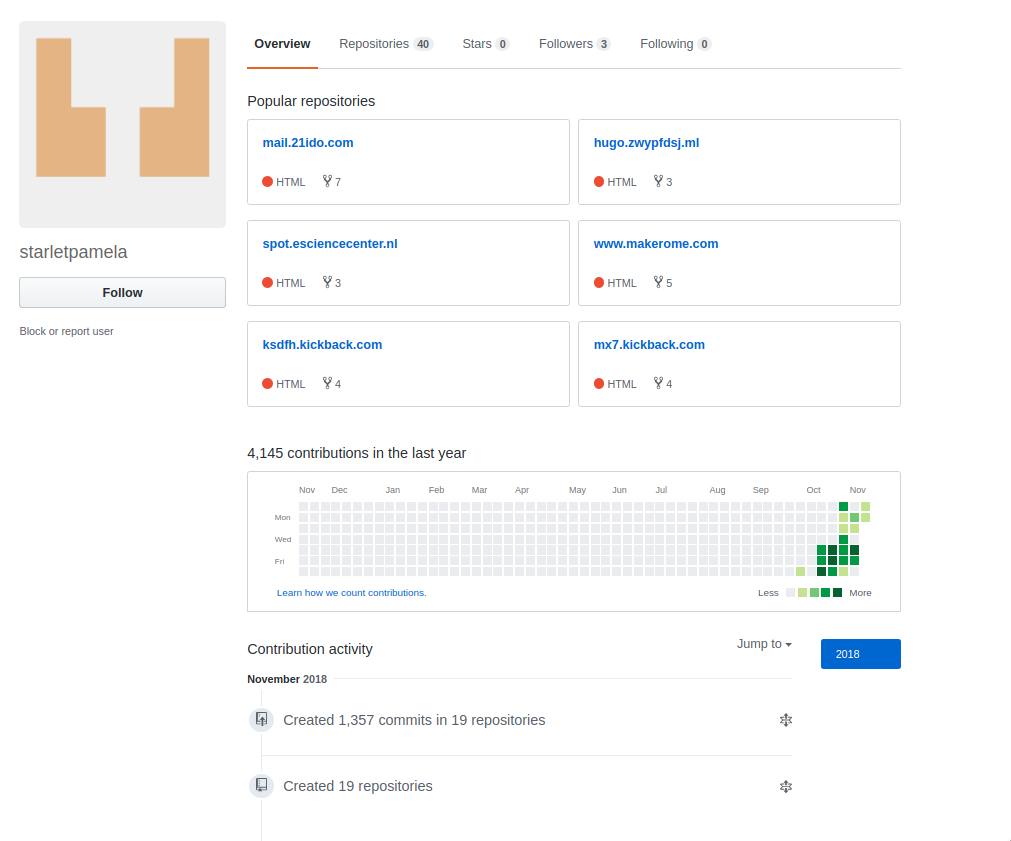 Overview Repositories 40 Stars 0 Followers 3 Following 0
starletpamela
Follow
Block or report user
Popular repositories
mail.21ido.com
HTML 7
hugo.zwypfdsj.ml
HTML 3
spot.esciencecenter.nl
HTML 3
www.makerome.com
HTML 5
ksdfh.kickback.com
HTML 4
mx7.kickback.com
HTML 4
4,145 contributions in the last year
Nov Dec Jan Feb Mar Apr May Jun Jul Aug Sep Oct Nov
Mon
Wed
Fri
Learn how we count contributions. Less More
Contribution activity Jump to 2018
November 2018
Created 1,357 commits in 19 repositories
Created 19 repositories